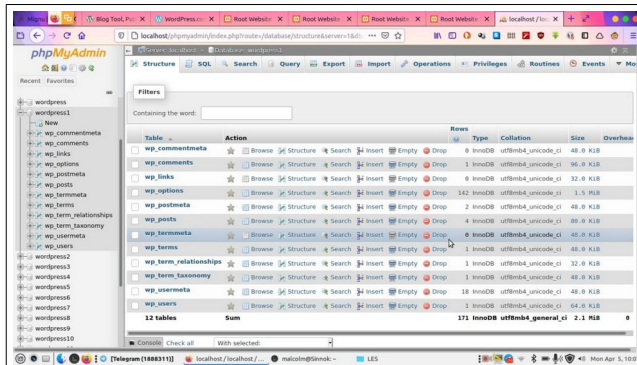 Blog Tool, Pub
WordPress.co
Root Website
Root Website
Root Website
Root Website
localhost / loc
localhost/phpmyadmin/index.php?route=/database/structure&server=1&d
phpMyAdmin
Recent Favorites
Server: localhost » Database: wordpress1
Structure SQL Search Query Export Import Operations Privileges Routines Events Mo
Filters
Containing the word:
wordpress
wordpress1
New
wp_commentmeta
wp_comments
wp_links
wp_options
wp_postmeta
wp_posts
wp_termmeta
wp_terms
wp_term_relationships
wp_term_taxonomy
wp_usermeta
wp_users
wordpress2
wordpress3
wordpress4
wordpress5
wordpress6
wordpress7
wordpress8
wordpress9
wordpress10
Table Action Rows Type Collation Size Overhea
wp_commentmeta Browse Structure Search Insert Empty Drop 0 InnoDB utf8mb4_unicode_ci 48.0 KiB
wp_comments Browse Structure Search Insert Empty Drop 1 InnoDB utf8mb4_unicode_ci 96.0 KiB
wp_links Browse Structure Search Insert Empty Drop 0 InnoDB utf8mb4_unicode_ci 32.0 KiB
wp_options Browse Structure Search Insert Empty Drop 142 InnoDB utf8mb4_unicode_ci 1.5 MiB
wp_postmeta Browse Structure Search Insert Empty Drop 2 InnoDB utf8mb4_unicode_ci 48.0 KiB
wp_posts Browse Structure Search Insert Empty Drop 4 InnoDB utf8mb4_unicode_ci 80.0 KiB
wp_termmeta Browse Structure Search Insert Empty Drop 0 InnoDB utf8mb4_unicode_ci 48.0 KiB
wp_terms Browse Structure Search Insert Empty Drop 1 InnoDB utf8mb4_unicode_ci 48.0 KiB
wp_term_relationships Browse Structure Search Insert Empty Drop 1 InnoDB utf8mb4_unicode_ci 32.0 KiB
wp_term_taxonomy Browse Structure Search Insert Empty Drop 1 InnoDB utf8mb4_unicode_ci 48.0 KiB
wp_usermeta Browse Structure Search Insert Empty Drop 18 InnoDB utf8mb4_unicode_ci 48.0 KiB
wp_users Browse Structure Search Insert Empty Drop 1 InnoDB utf8mb4_unicode_ci 64.0 KiB
12 tables Sum 171 InnoDB utf8mb4_general_ci 2.1 MiB 0
Console Check all With selected:
[Telegram (1888311)] localhost / localhost / ... malcolm@Sinnok: ~ LES Mon Apr 5, 10:0